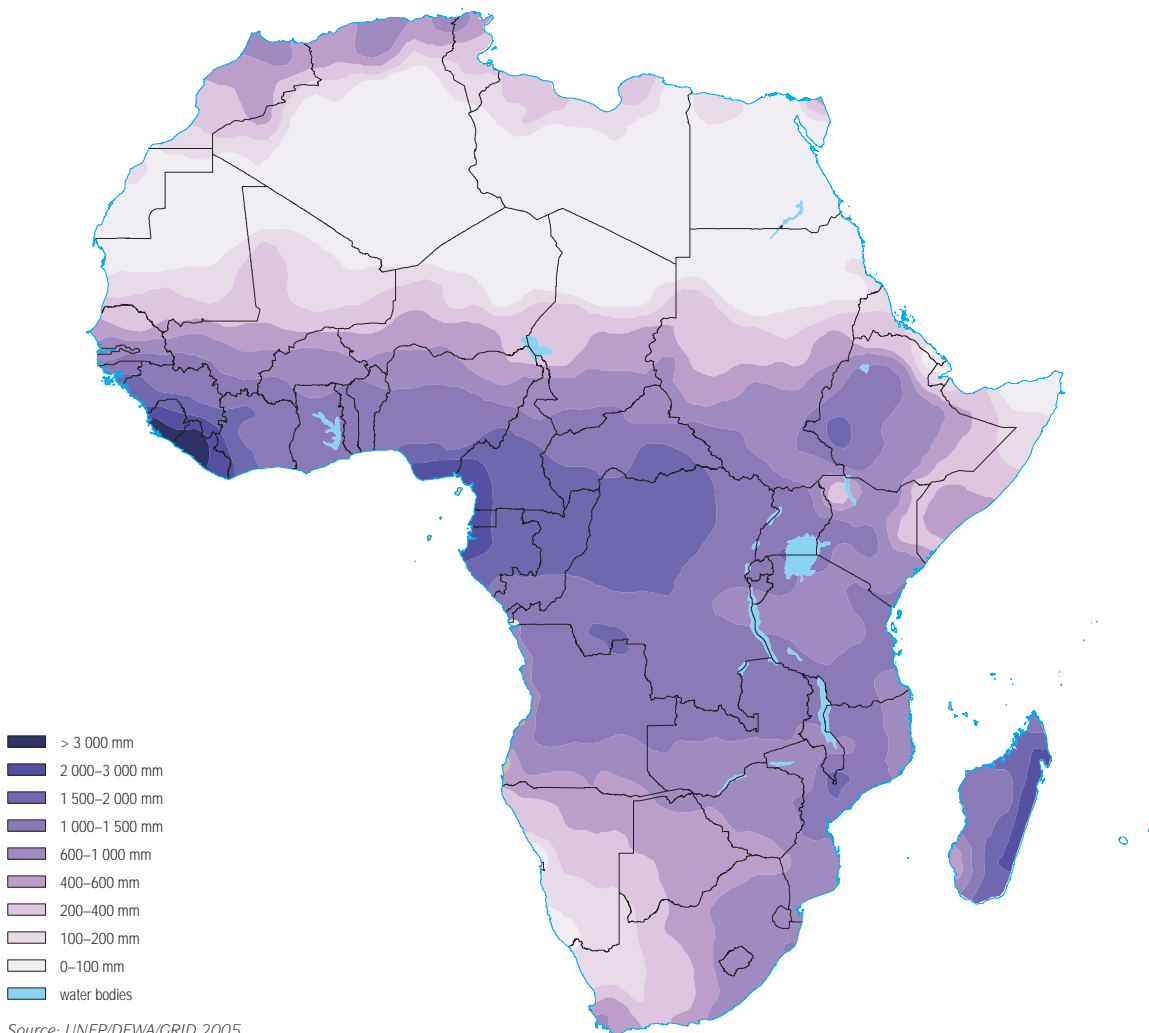 > 3 000 mm
2 000–3 000 mm
1 500–2 000 mm
1 000–1 500 mm
600–1 000 mm
400–600 mm
200–400 mm
100–200 mm
0–100 mm
water bodies
Source: UNEP/DEWA/GRID 2005